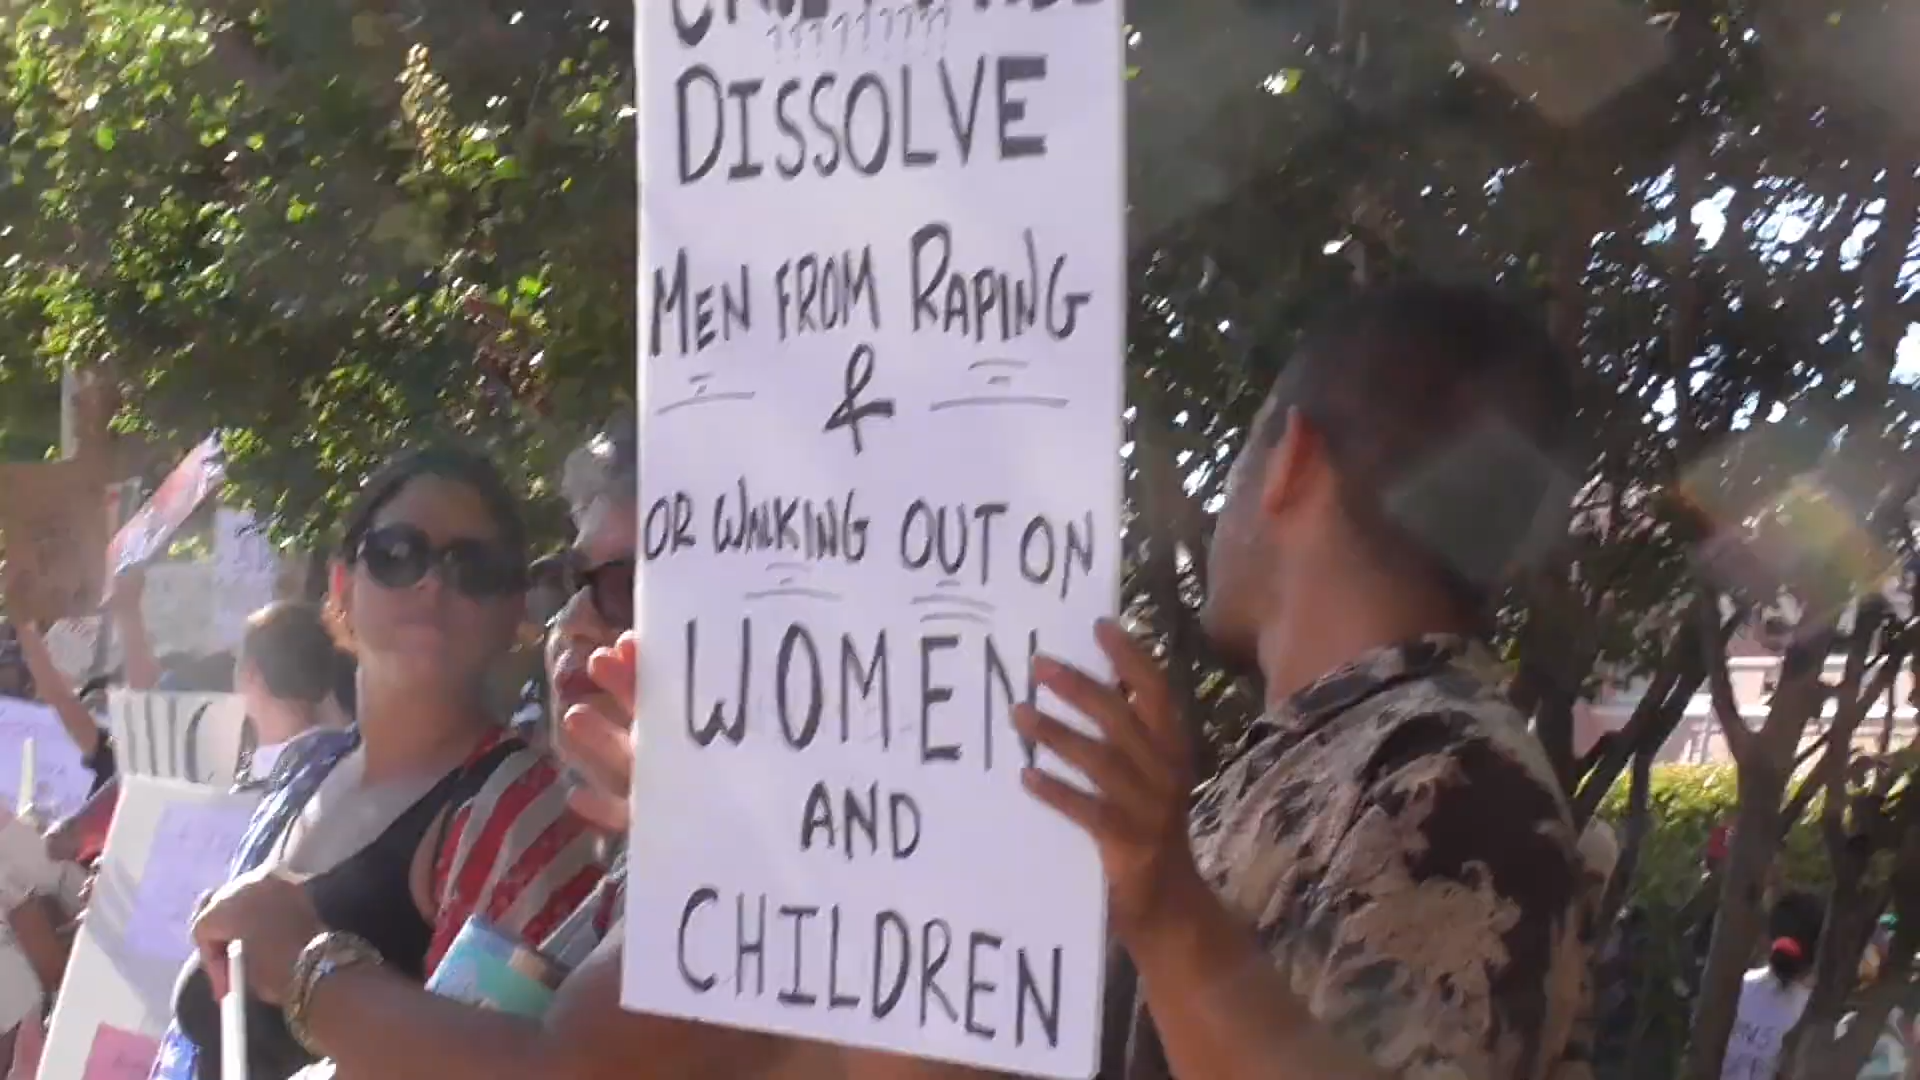 DISSOLVE
MEN FROM RAPING
&
OR WALKING OUT ON
WOMEN
AND
CHILDREN